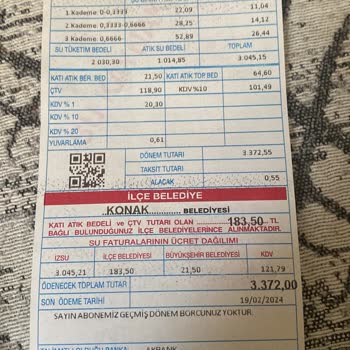 1.Kademe: 0-0,3333 22,09 11,04
2.Kademe: 0,3333-0,6666 28,25 14,12
3 Kademe: 0,6666 52,89 26,44
SU TÜKETİM BEDELİ ATIK SU BEDELİ TOPLAM
2 030,30 1 014,85 3.045,15
KATI ATIK BER. BED 21,50 KATI ATIK TOP BED 64,60
ÇTV 118,90 KDV %10 101,49
KDV % 1 20,30
KDV % 10
KDV % 20
YUVARLAMA 0,61
DÖNEM TUTARI 3.372,55
TAKSİT TUTARI
ALACAK 0,55
İLÇE BELEDİYE
..KONAK............. BELEDİYESİ
KATI ATIK BEDELİ ve ÇTV TUTARI OLAN ..........183,50.. TL
BAĞLI BULUNDUĞUNUZ İLÇE BELEDİYELERİNCE ALINMAKTADIR.
SU FATURALARININ ÜCRET DAĞILIMI
İZSU İLÇE BELEDİYESİ BÜYÜKŞEHİR BELEDİYESİ KDV
3.045,21 183,50 21,50 121,79
ÖDENECEK TOPLAM TUTAR 3.372,00
SON ÖDEME TARİHİ 19/02/2024
SAYIN ABONEMİZ GEÇMİŞ DÖNEM BORCUNUZ YOKTUR.
AKBANK